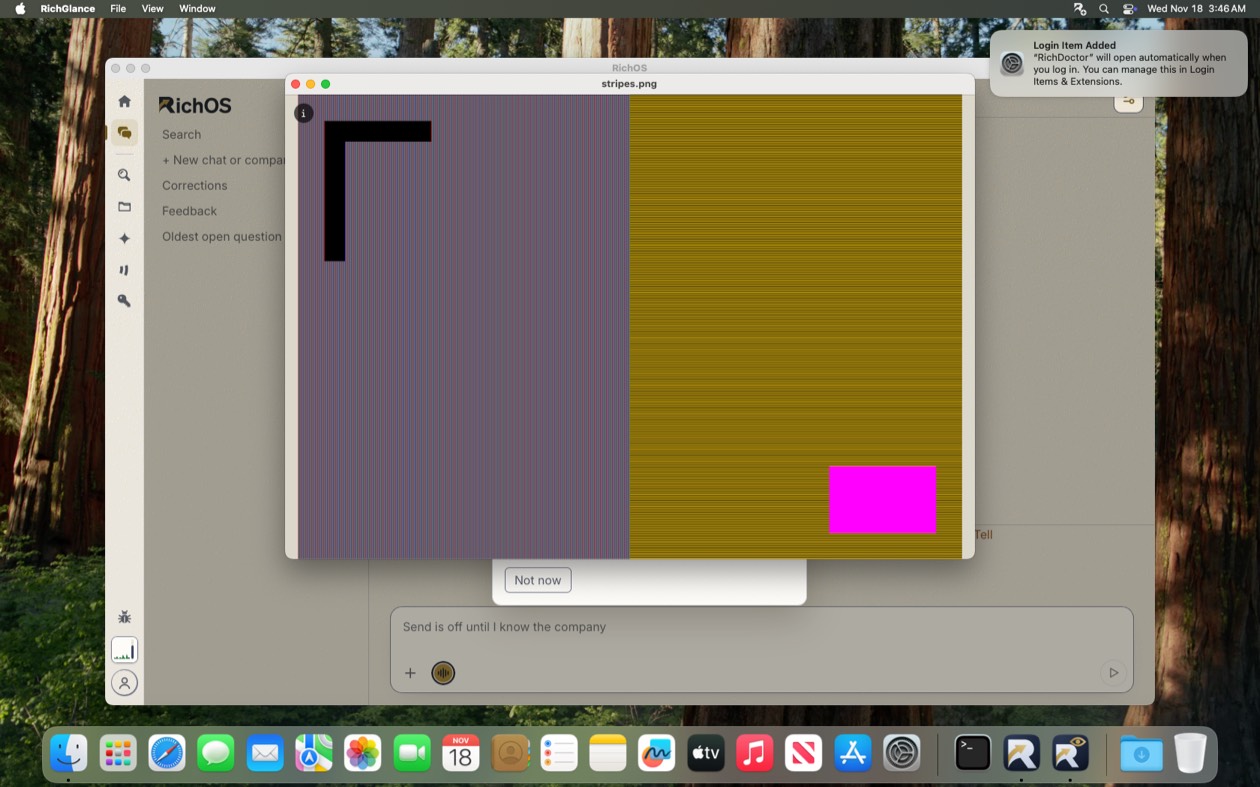 RichGlance File View Window Wed Nov 18 3:46 AM
Login Item Added
“RichDoctor” will open automatically when
you log in. You can manage this in Login
Items & Extensions.
RichOS
stripes.png
i
RichOS
Search
+ New chat or compa
Corrections
Feedback
Oldest open question
Tell
Not now
Send is off until I know the company
NOV
18
tv